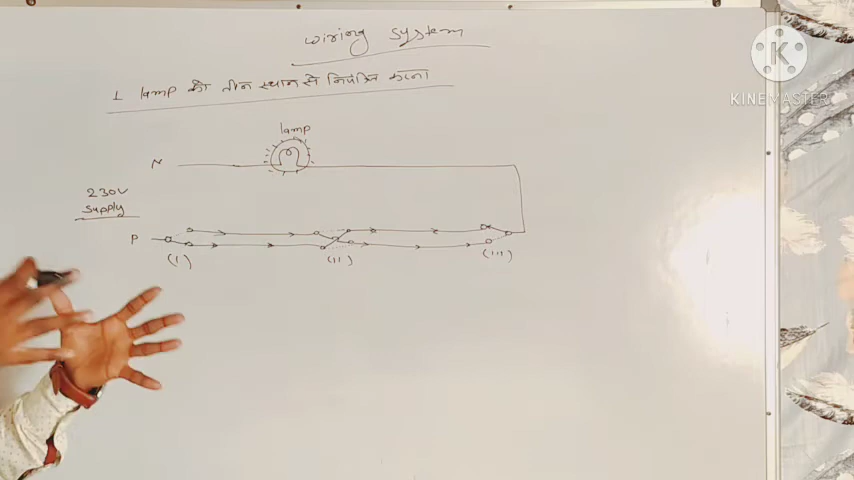 wiring system
1 lamp को तीन स्थान से नियंत्रित करना
lamp
N
230V
Supply
P
(I) (II) (III)
K
KINEMASTER